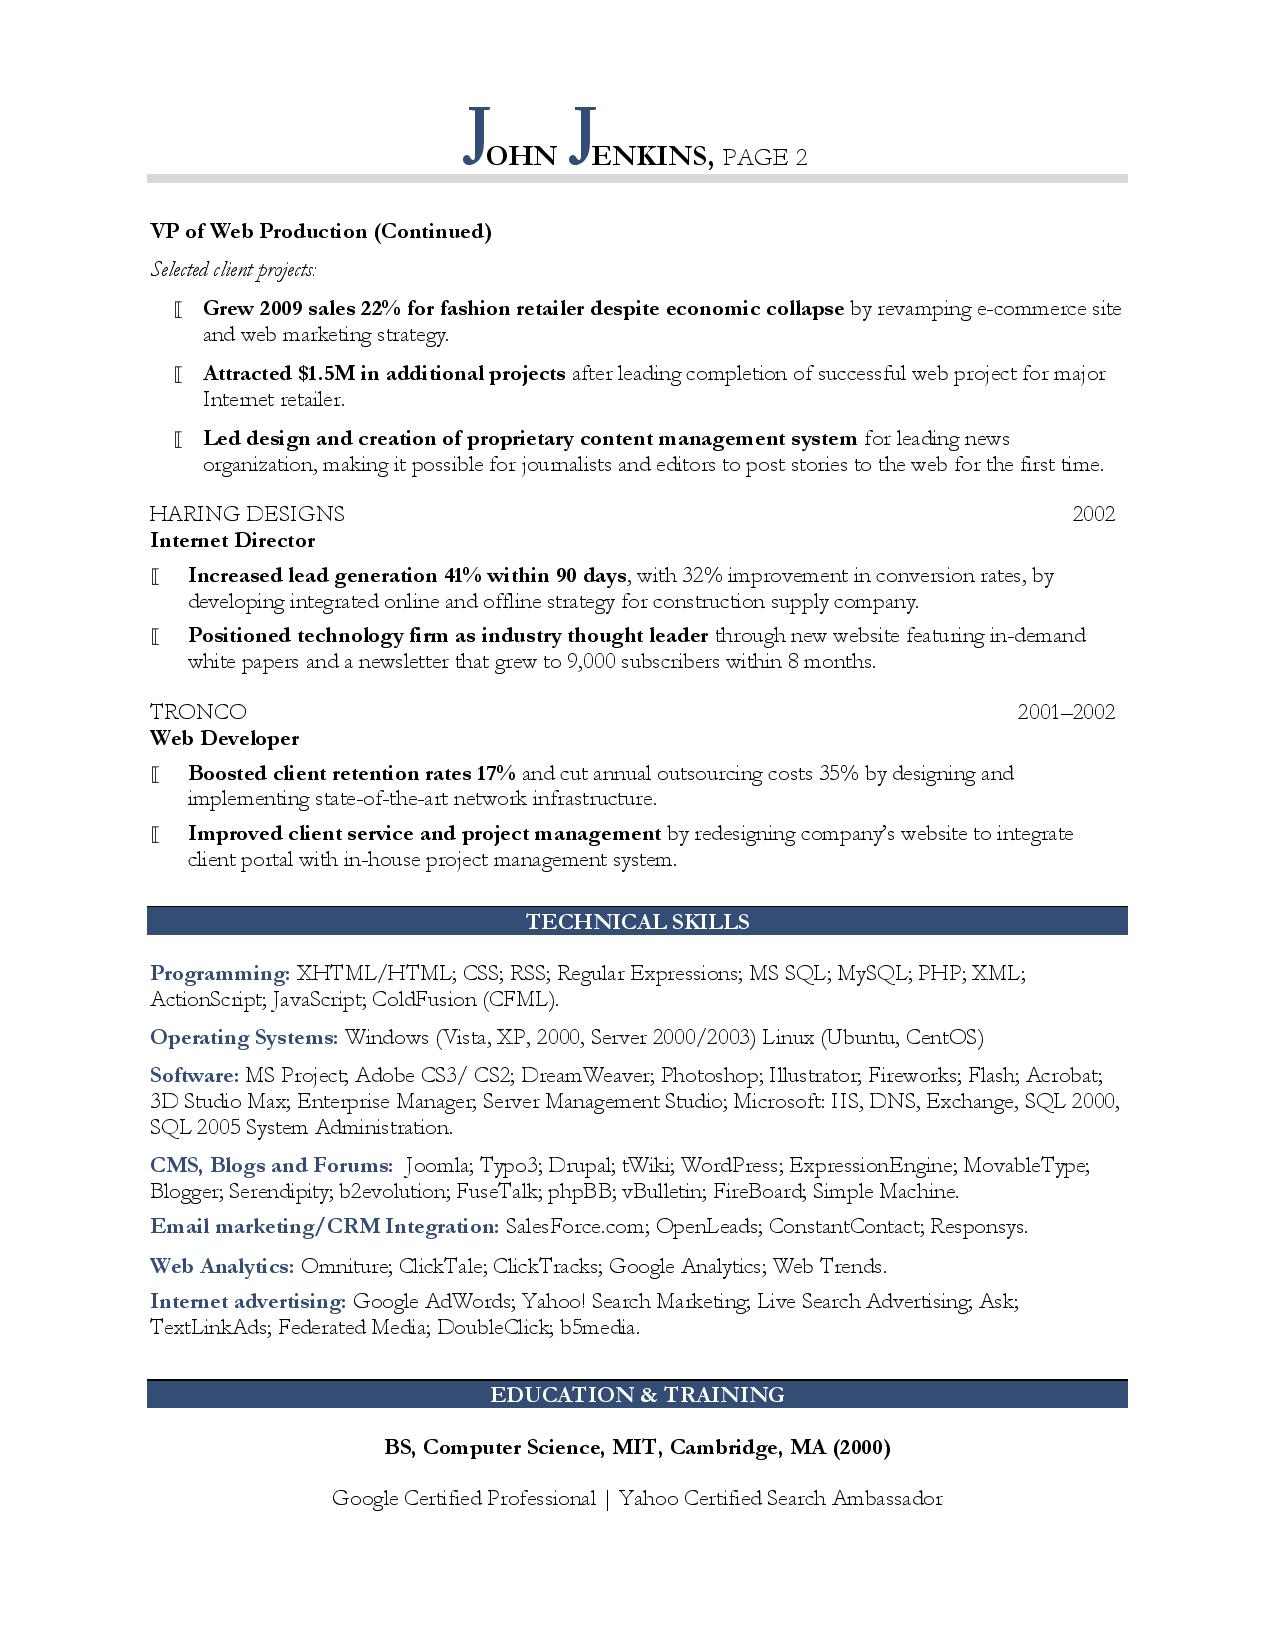 JOHN JENKINS, PAGE 2
VP of Web Production (Continued)
Selected client projects:
Grew 2009 sales 22% for fashion retailer despite economic collapse by revamping e-commerce site
and web marketing strategy.
Attracted $1.5M in additional projects after leading completion of successful web project for major
Internet retailer.
Led design and creation of proprietary content management system for leading news
organization, making it possible for journalists and editors to post stories to the web for the first time.
HARING DESIGNS 2002
Internet Director
Increased lead generation 41% within 90 days, with 32% improvement in conversion rates, by
developing integrated online and offline strategy for construction supply company.
Positioned technology firm as industry thought leader through new website featuring in-demand
white papers and a newsletter that grew to 9,000 subscribers within 8 months.
TRONCO 2001–2002
Web Developer
Boosted client retention rates 17% and cut annual outsourcing costs 35% by designing and
implementing state-of-the-art network infrastructure.
Improved client service and project management by redesigning company’s website to integrate
client portal with in-house project management system.
TECHNICAL SKILLS
Programming: XHTML/HTML; CSS; RSS; Regular Expressions; MS SQL; MySQL; PHP; XML;
ActionScript; JavaScript; ColdFusion (CFML).
Operating Systems: Windows (Vista, XP, 2000, Server 2000/2003) Linux (Ubuntu, CentOS)
Software: MS Project; Adobe CS3/ CS2; DreamWeaver; Photoshop; Illustrator; Fireworks; Flash; Acrobat;
3D Studio Max; Enterprise Manager; Server Management Studio; Microsoft: IIS, DNS, Exchange, SQL 2000,
SQL 2005 System Administration.
CMS, Blogs and Forums: Joomla; Typo3; Drupal; tWiki; WordPress; ExpressionEngine; MovableType;
Blogger; Serendipity; b2evolution; FuseTalk; phpBB; vBulletin; FireBoard; Simple Machine.
Email marketing/CRM Integration: SalesForce.com; OpenLeads; ConstantContact; Responsys.
Web Analytics: Omniture; ClickTale; ClickTracks; Google Analytics; Web Trends.
Internet advertising: Google AdWords; Yahoo! Search Marketing; Live Search Advertising; Ask;
TextLinkAds; Federated Media; DoubleClick; b5media.
EDUCATION & TRAINING
BS, Computer Science, MIT, Cambridge, MA (2000)
Google Certified Professional | Yahoo Certified Search Ambassador